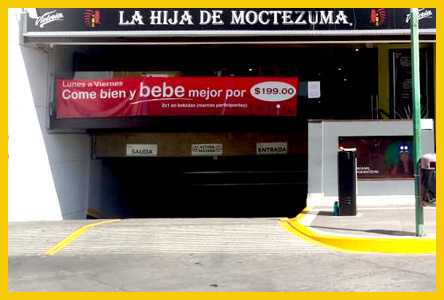 Victoria
LA HIJA DE MOCTEZUMA
Victoria
Lunes a Viernes
Come bien y bebe mejor por $199.00
2x1 en bebidas (marcas participantes)
SALIDA
ALTURA
MÁXIMA
ENTRADA